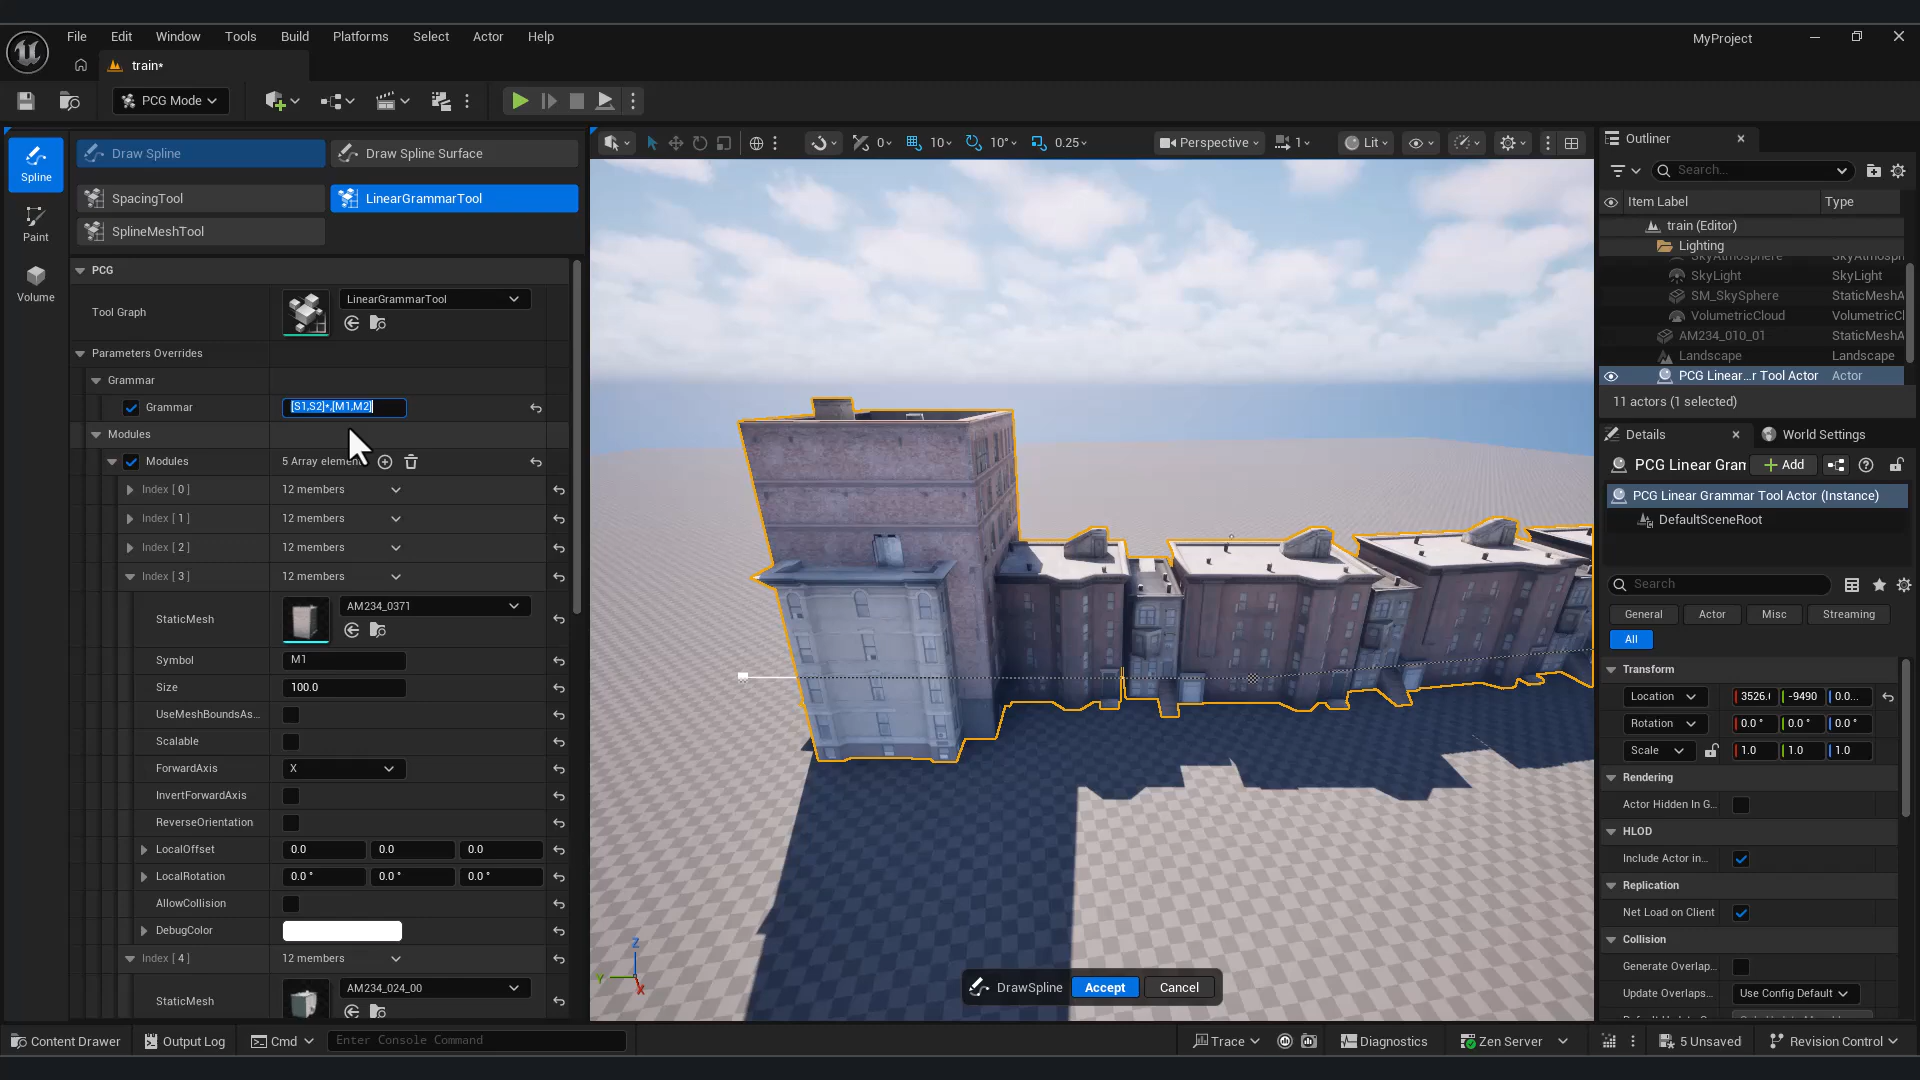 File Edit Window Tools Build Platforms Select Actor Help MyProject
train*
PCG Mode
Spline
Paint
Volume
Draw Spline Draw Spline Surface
SpacingTool LinearGrammarTool
SplineMeshTool
PCG
Tool Graph LinearGrammarTool
Parameters Overrides
Grammar
Grammar [S1,S2]*,[M1,M2]
Modules
Modules
Index [ 0 ] 12 members
Index [ 1 ] 12 members
Index [ 2 ] 12 members
Index [ 3 ] 12 members
StaticMesh AM234_0371
Symbol M1
Size 100.0
UseMeshBoundsAs...
Scalable
ForwardAxis X
InvertForwardAxis
ReverseOrientation
LocalOffset 0.0 0.0 0.0
LocalRotation 0.0 ° 0.0 ° 0.0 °
AllowCollision
DebugColor
Index [ 4 ] 12 members
StaticMesh AM234_024_00
0 10 10° 0.25 Perspective 1 Lit
Z
Y
X
DrawSpline Accept Cancel
Outliner
Search...
Item Label Type
train (Editor)
Lighting
SkyLight SkyLight
SM_SkySphere StaticMeshA
VolumetricCloud VolumetricCl
AM234_010_01 StaticMeshA
Landscape Landscape
PCG Linear...r Tool Actor Actor
11 actors (1 selected)
Details World Settings
PCG Linear Gran Add
PCG Linear Grammar Tool Actor (Instance)
DefaultSceneRoot
Search
General Actor Misc Streaming
All
Transform
Location -9490 0.0...
Rotation 0.0 ° 0.0 ° 0.0 °
Scale 1.0 1.0 1.0
Rendering
Actor Hidden In G...
HLOD
Include Actor in...
Replication
Net Load on Client
Collision
Generate Overlap...
Update Overlaps... Use Config Default
Content Drawer Output Log Cmd Enter Console Command Trace Diagnostics Zen Server 5 Unsaved Revision Control